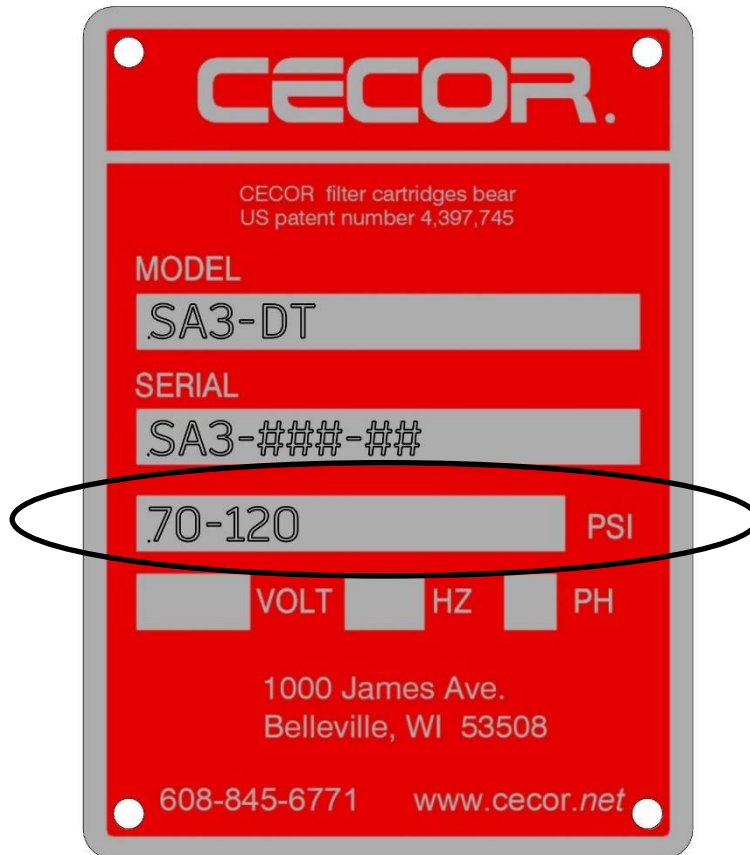 CECOR.
CECOR filter cartridges bear
US patent number 4,397,745
MODEL
.SA3-DT
SERIAL
.SA3-###-##
.70-120 PSI
VOLT HZ PH
1000 James Ave.
Belleville, WI 53508
608-845-6771 www.cecor.net